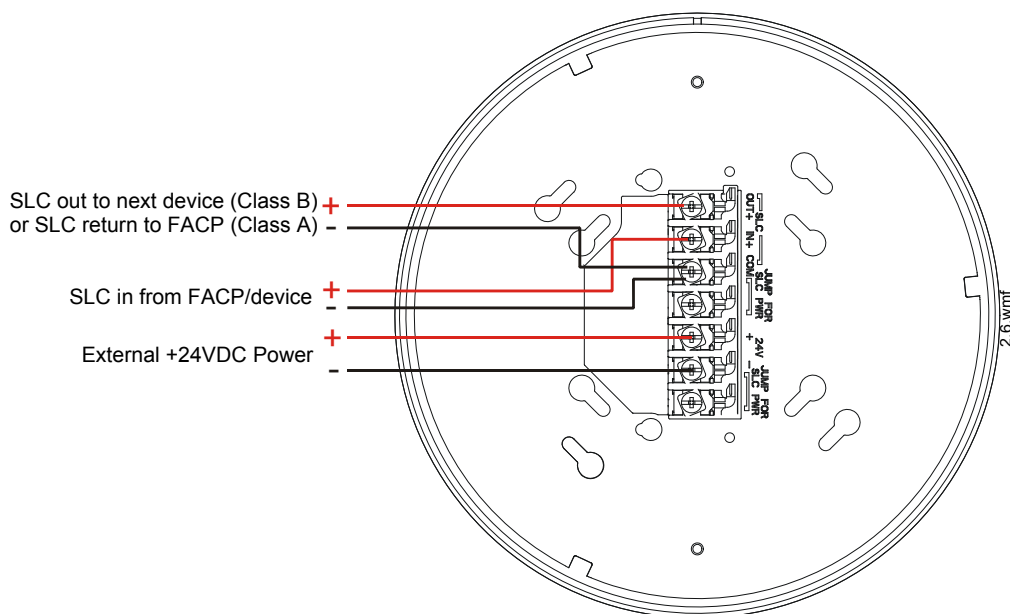 SLC out to next device (Class B) +
or SLC return to FACP (Class A) -
SLC in from FACP/device
+
-
External +24VDC Power
+
-
OUT+ IN+ COM
SLC
JUMP FOR
SLC PWR
+ 24V -
JUMP FOR
SLC PWR
2.6.wmf